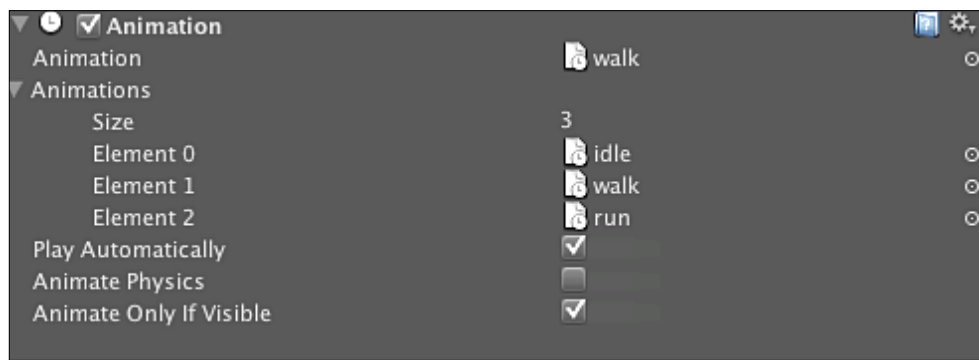 Animation
Animation walk
Animations
Size 3
Element 0 idle
Element 1 walk
Element 2 run
Play Automatically
Animate Physics
Animate Only If Visible